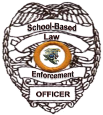 School-Based
Law
Enforcement
OFFICER